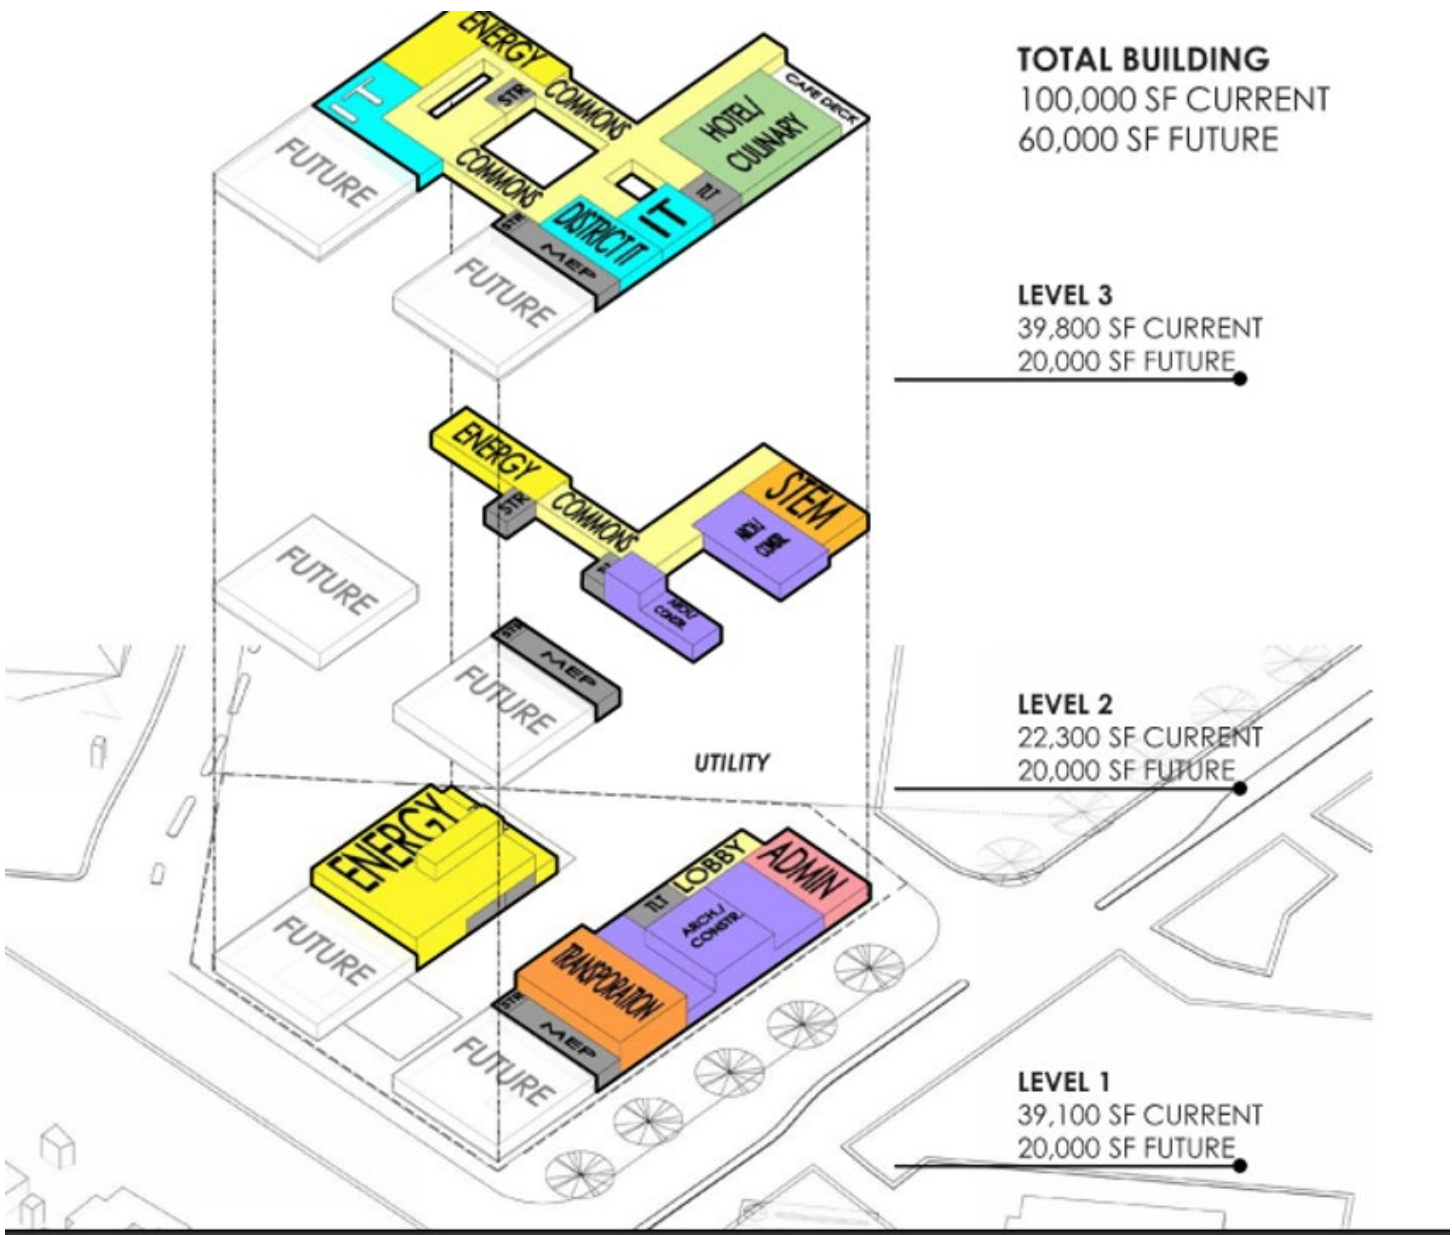 ENERGY
IT
STR
COMMONS
CAFE DECK
HOTEL/
CULINARY
FUTURE
COMMONS
TLT
IT
STR
DISTRICT IT
MEP
FUTURE
TOTAL BUILDING
100,000 SF CURRENT
60,000 SF FUTURE
LEVEL 3
39,800 SF CURRENT
20,000 SF FUTURE
ENERGY
STR
COMMONS
STEM
ARCH/
CONSTR.
ARCH/
CONSTR.
FUTURE
STR
MEP
FUTURE
LEVEL 2
22,300 SF CURRENT
20,000 SF FUTURE
UTILITY
ENERGY
LOBBY
ADMIN
TLT
ARCH./
CONSTR.
FUTURE
TRANSPORATION
STR
MEP
FUTURE
LEVEL 1
39,100 SF CURRENT
20,000 SF FUTURE